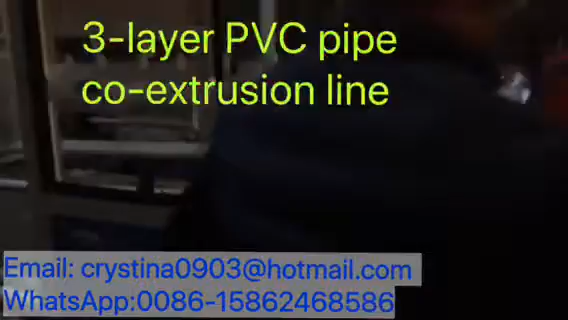 3-layer PVC pipe
co-extrusion line
Email: crystina0903@hotmail.com
WhatsApp:0086-15862468586